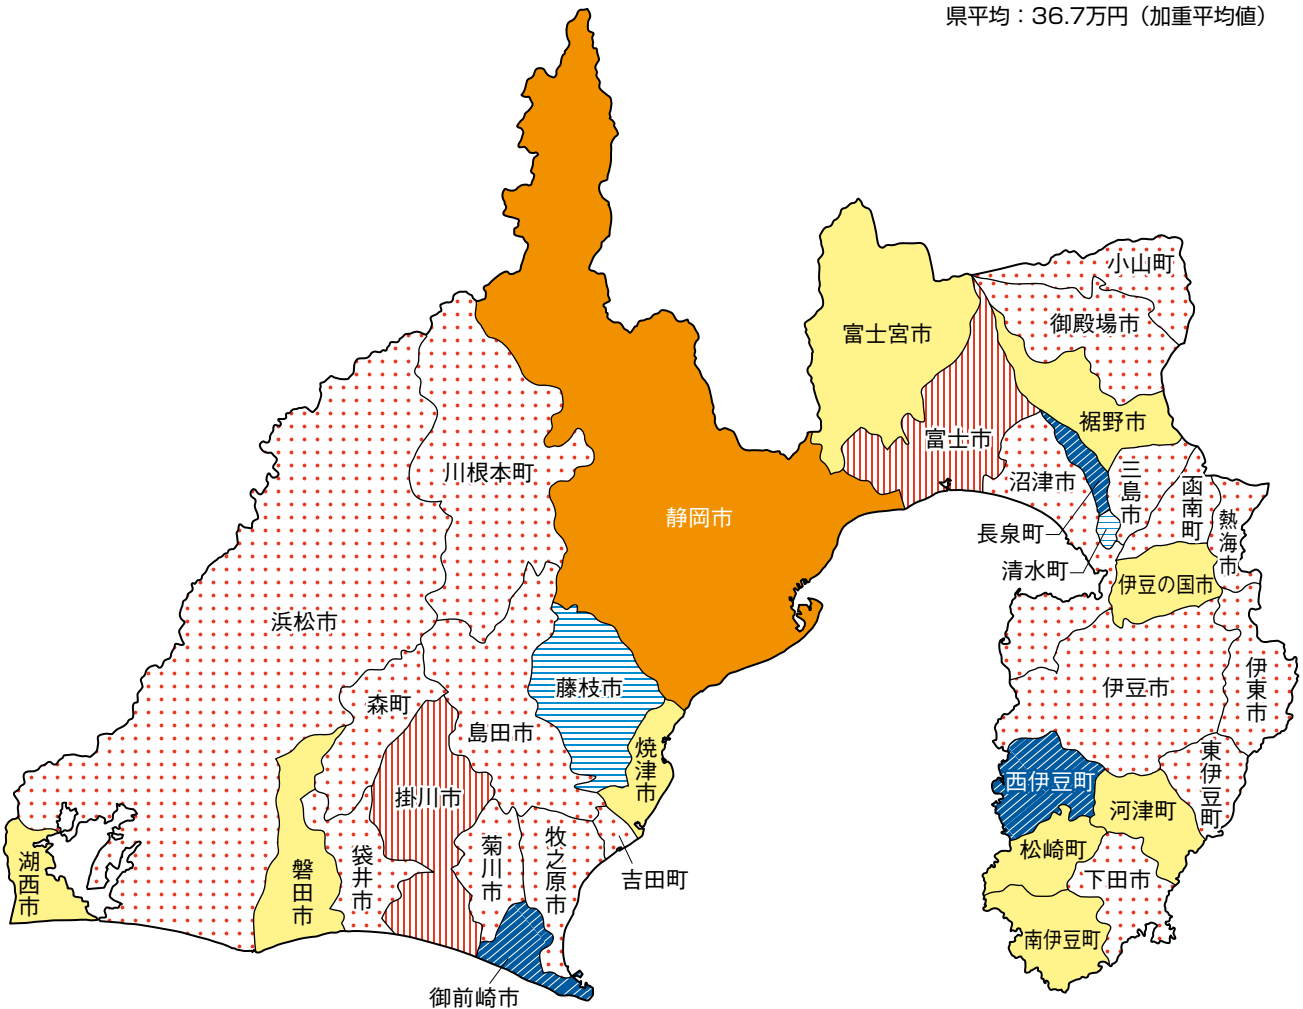 県平均：36.7万円（加重平均値）
小山町
御殿場市
富士宮市
裾野市
富士市
沼津市
三島市
函南町
熱海市
長泉町
清水町
伊豆の国市
川根本町
静岡市
浜松市
藤枝市
伊豆市
伊東市
森町
島田市
焼津市
東伊豆町
西伊豆町
掛川市
河津町
湖西市
磐田市
袋井市
菊川市
牧之原市
吉田町
松崎町
下田市
南伊豆町
御前崎市